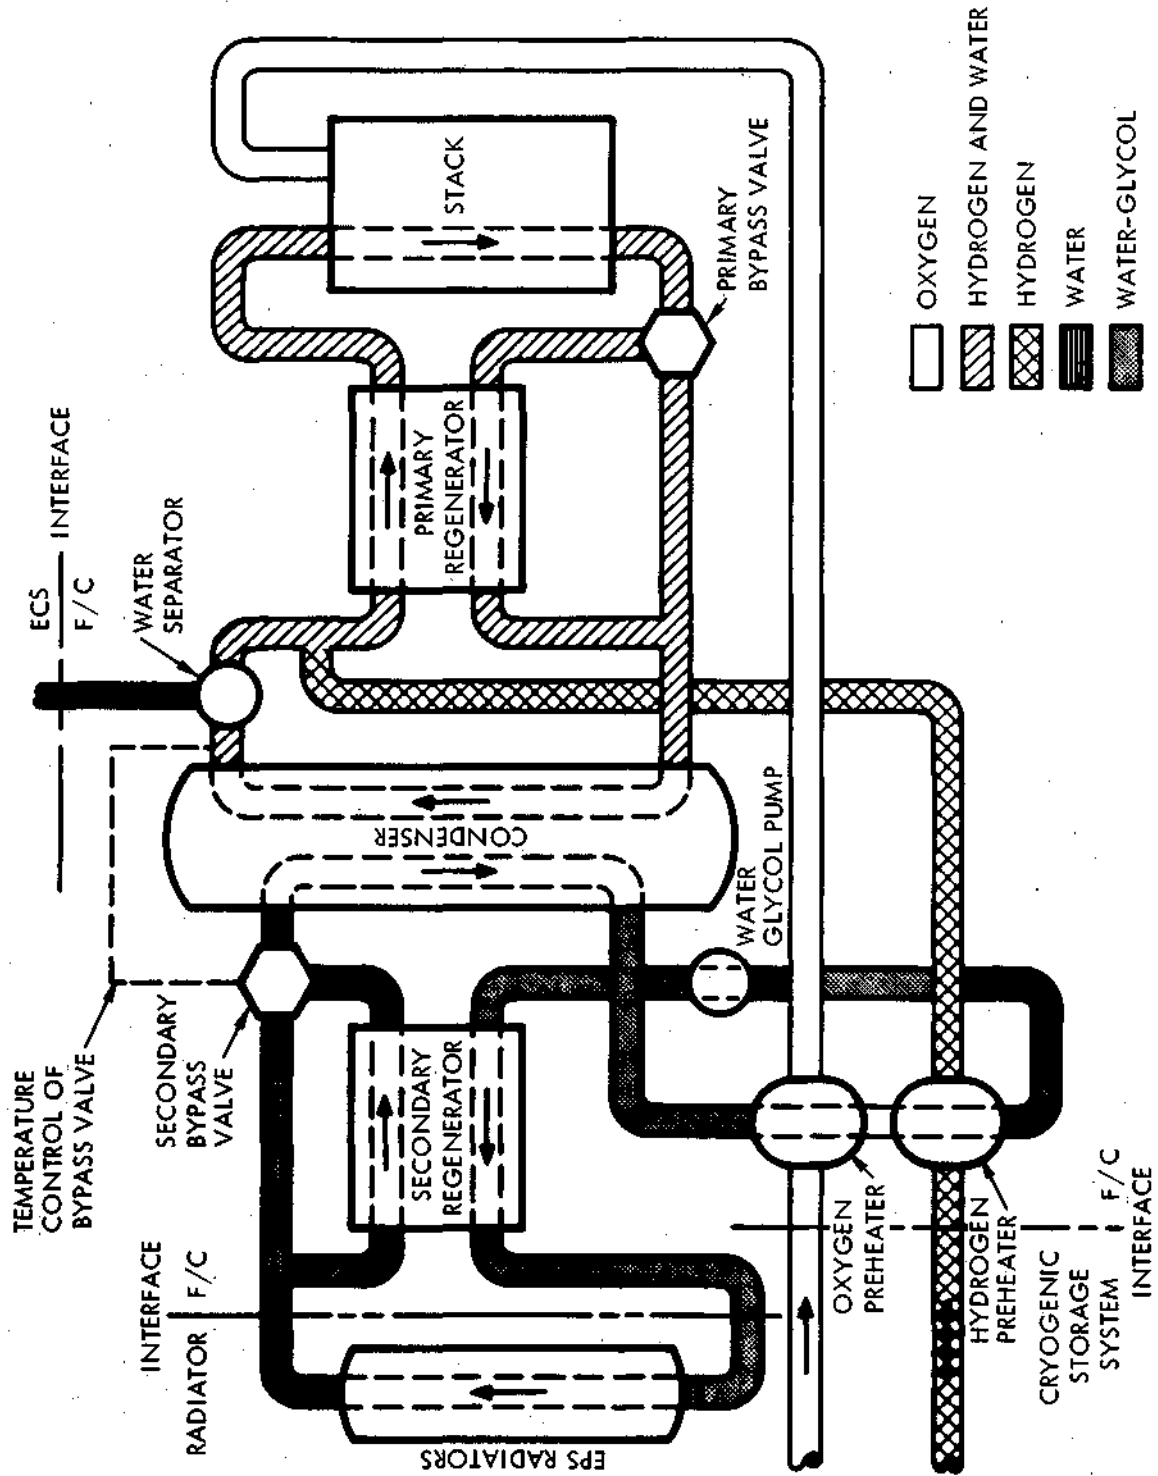 TEMPERATURE
CONTROL OF
BYPASS VALVE
ECS
INTERFACE
F/C
WATER
SEPARATOR
SECONDARY
BYPASS
VALVE
INTERFACE
RADIATOR F/C
EPS RADIATORS
SECONDARY
REGENERATOR
CONDENSER
PRIMARY
REGENERATOR
STACK
PRIMARY
BYPASS VALVE
WATER
GLYCOL PUMP
OXYGEN
PREHEATER
HYDROGEN
PREHEATER
CRYOGENIC
STORAGE
SYSTEM
F/C
INTERFACE
OXYGEN
HYDROGEN AND WATER
HYDROGEN
WATER
WATER-GLYCOL